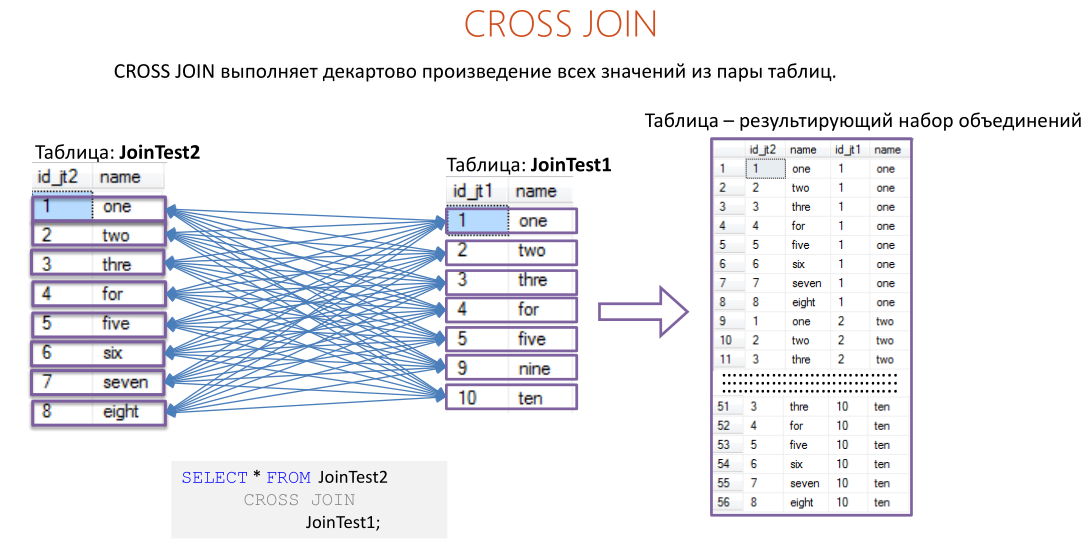 CROSS JOIN
CROSS JOIN выполняет декартово произведение всех значений из пары таблиц.
Таблица: JoinTest2
id_jt2 name
1 one
2 two
3 thre
4 for
5 five
6 six
7 seven
8 eight
Таблица: JoinTest1
id_jt1 name
1 one
2 two
3 thre
4 for
5 five
9 nine
10 ten
Таблица – результирующий набор объединений
id_jt2 name id_jt1 name
1 1 one 1 one
2 2 two 1 one
3 3 thre 1 one
4 4 for 1 one
5 5 five 1 one
6 6 six 1 one
7 7 seven 1 one
8 8 eight 1 one
9 1 one 2 two
10 2 two 2 two
11 3 thre 2 two
51 3 thre 10 ten
52 4 for 10 ten
53 5 five 10 ten
54 6 six 10 ten
55 7 seven 10 ten
56 8 eight 10 ten
SELECT * FROM JoinTest2
CROSS JOIN
JoinTest1;